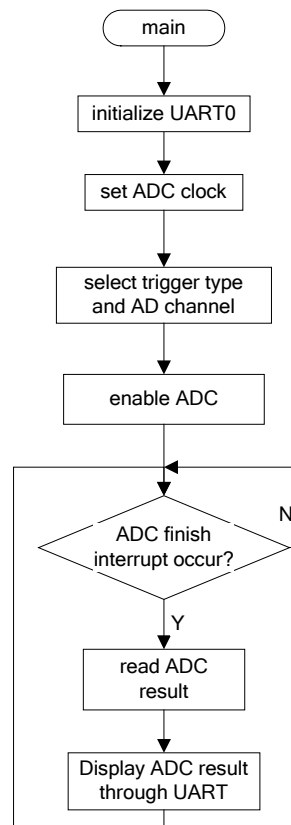 main
initialize UART0
set ADC clock
select trigger type
and AD channel
enable ADC
ADC finish
interrupt occur?
N
Y
read ADC
result
Display ADC result
through UART